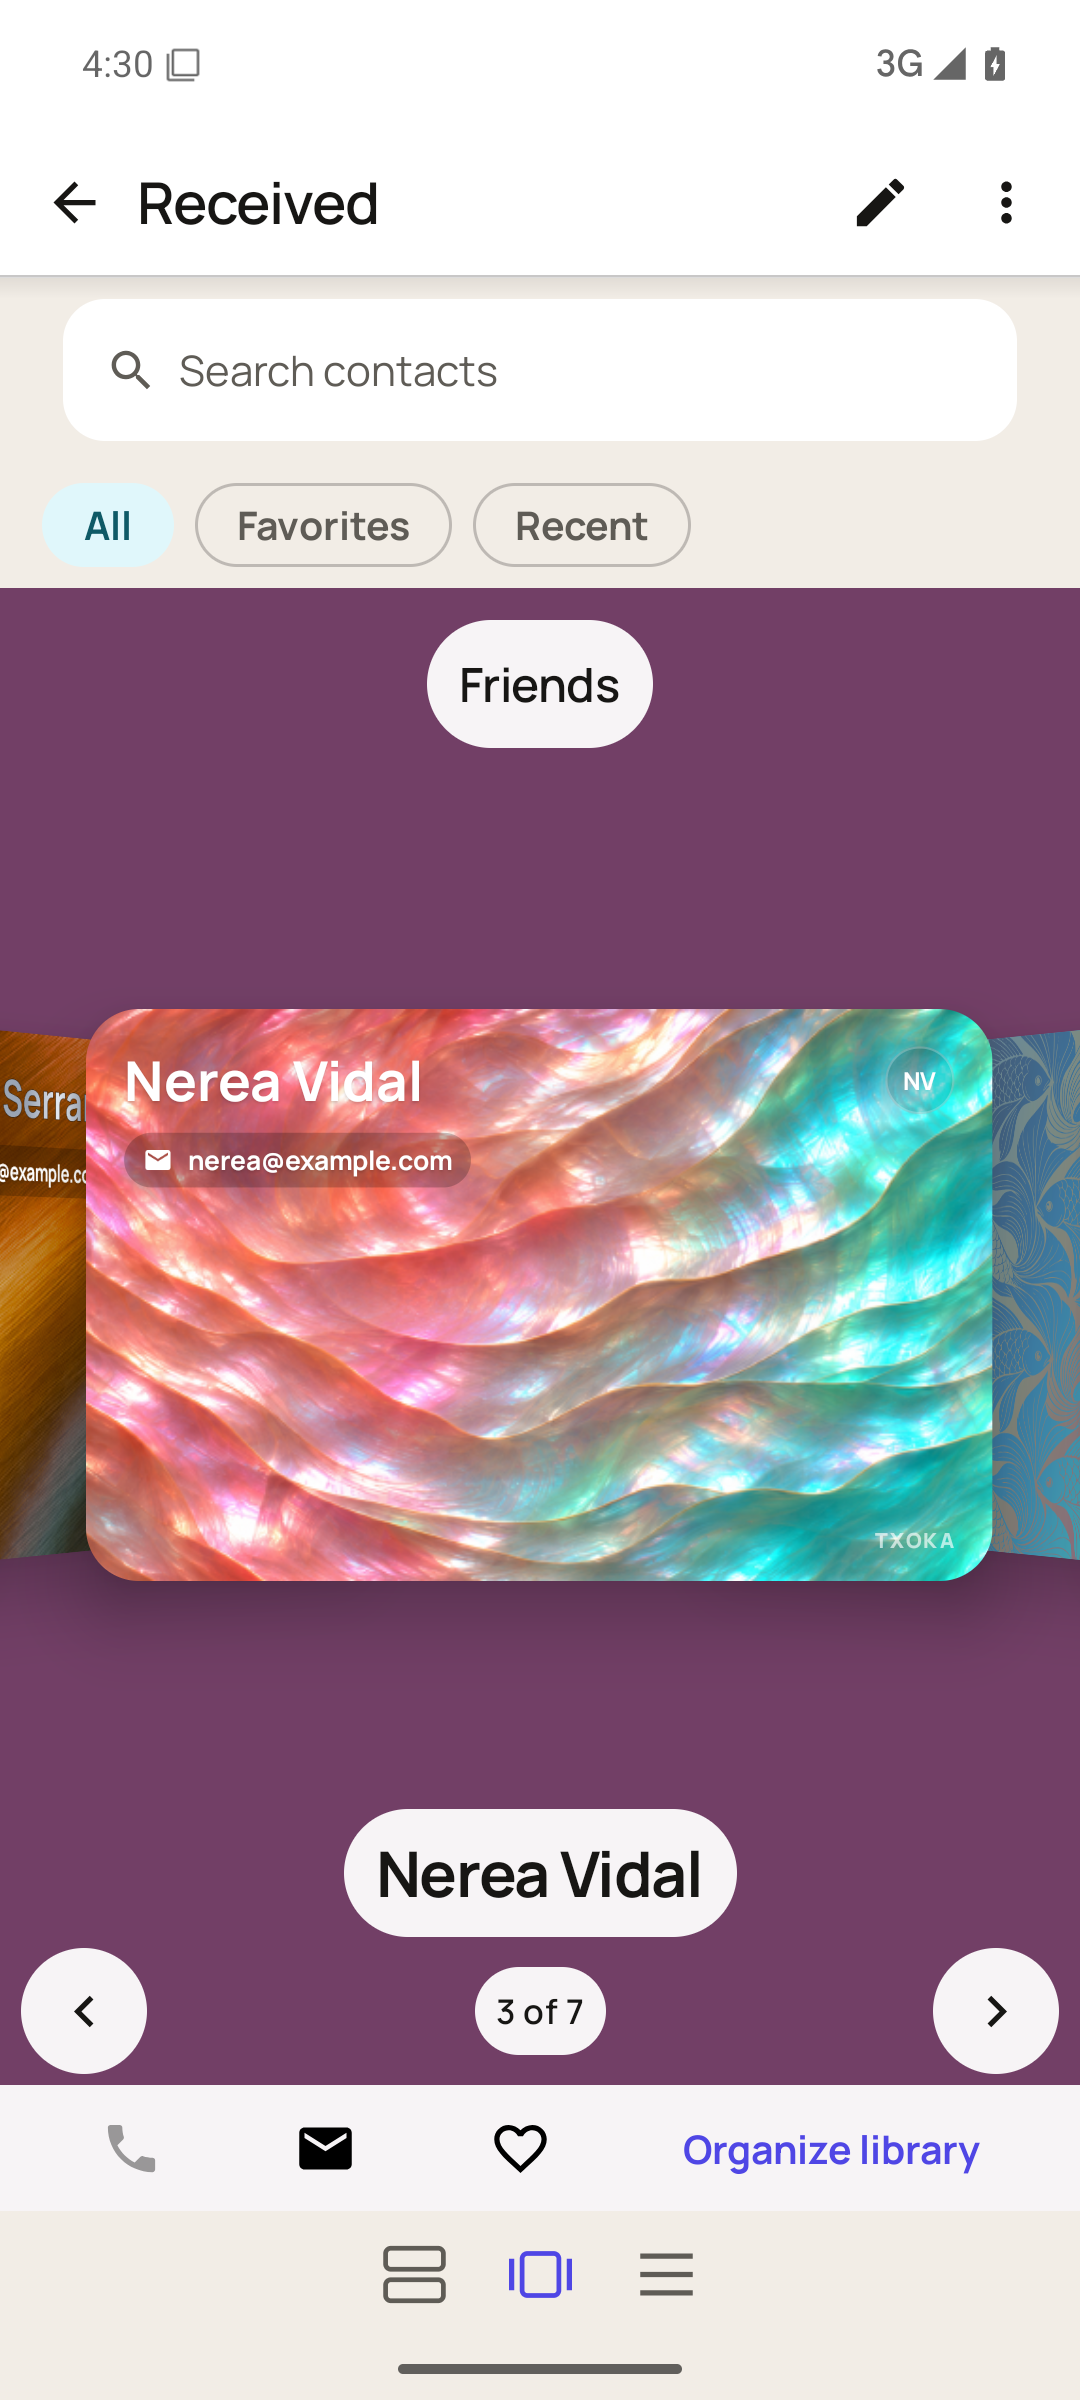 4:30
3G
Received
Search contacts
All
Favorites
Recent
Friends
Serra
@example.co
Nerea Vidal
NV
nerea@example.com
TXOKA
Nerea Vidal
3 of 7
Organize library